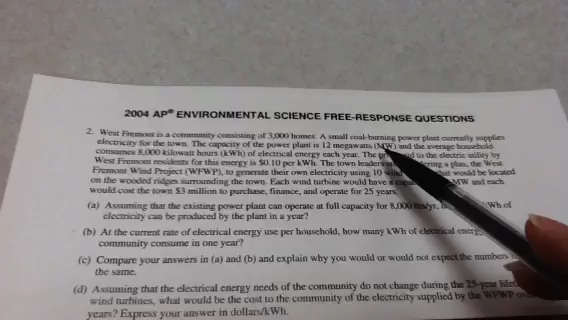 2004 AP® ENVIRONMENTAL SCIENCE FREE-RESPONSE QUESTIONS
2. West Fremont is a community consisting of 3,000 homes. A small coal-burning power plant currently supplies
electricity for the town. The capacity of the power plant is 12 megawatts (MW) and the average household
consumes 8,000 kilowatt hours (kWh) of electrical energy each year. The to the electric utility by
West Fremont residents for this energy is $0.10 per kWh. The town leaders a plan, the West
Fremont Wind Project (WFWP), to generate their own electricity using 10 that would be located
on the wooded ridges surrounding the town. Each wind turbine would have a MW and each
would cost the town $3 million to purchase, finance, and operate for 25 years.
(a) Assuming that the existing power plant can operate at full capacity for 8,000 kWh of
electricity can be produced by the plant in a year?
(b) At the current rate of electrical energy use per household, how many kWh of electrical
community consume in one year?
(c) Compare your answers in (a) and (b) and explain why you would or would not expect the numbers
the same.
(d) Assuming that the electrical energy needs of the community do not change during the 25-year
wind turbines, what would be the cost to the community of the electricity supplied by the WFWP
years? Express your answer in dollars/kWh.